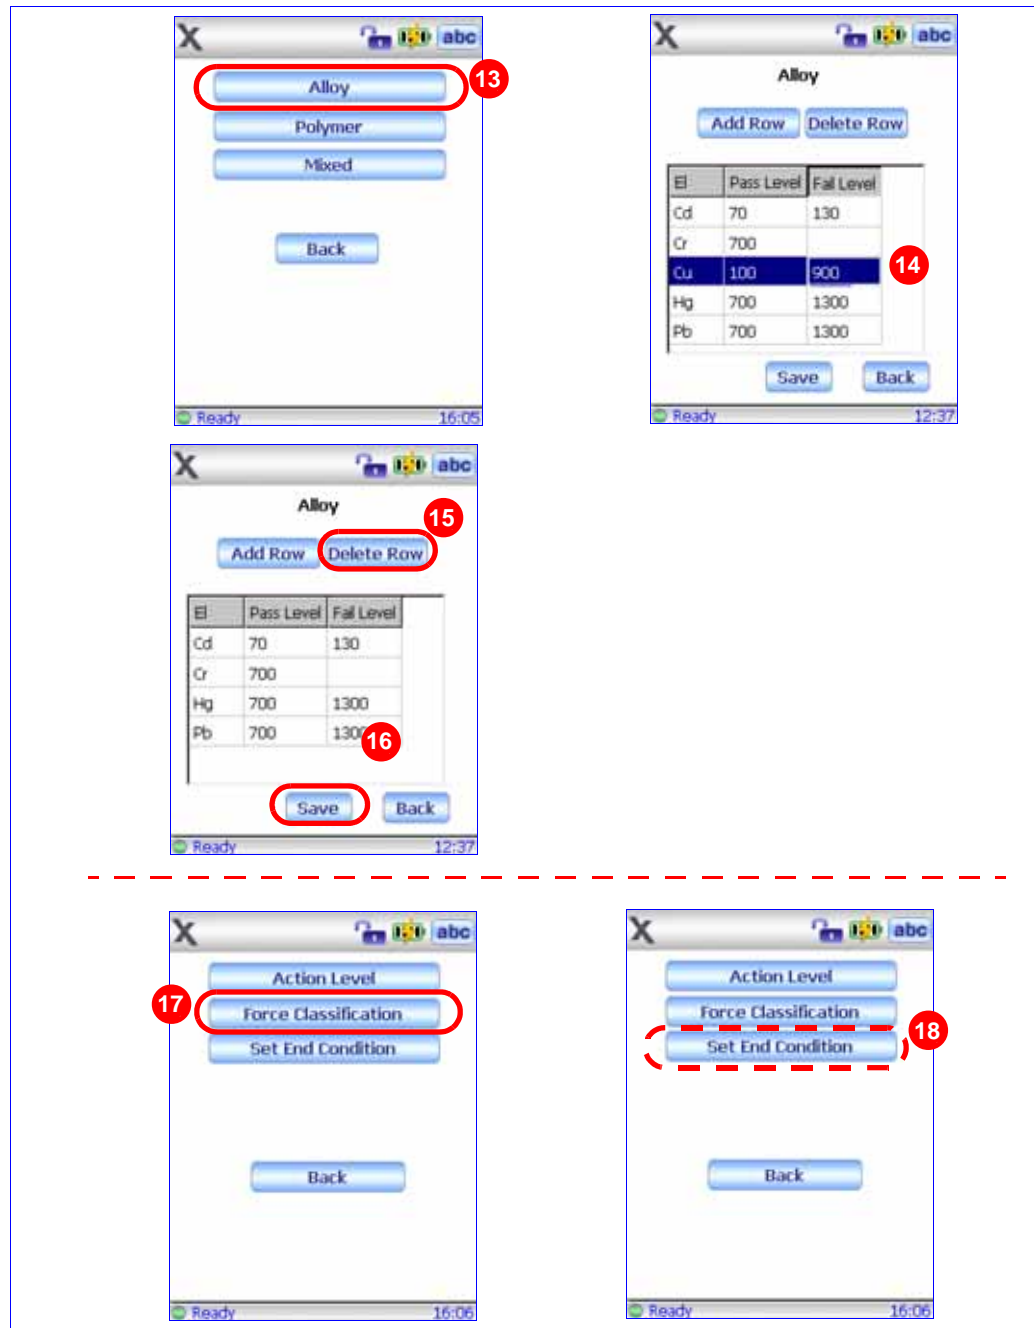 X abc
Alloy 13
Polymer
Mixed
Back
Ready 16:05
X abc
Alloy
Add Row Delete Row
El Pass Level Fail Level
Cd 70 130
Cr 700
Cu 100 900 14
Hg 700 1300
Pb 700 1300
Save Back
Ready 12:37
X abc
Alloy
15
Add Row Delete Row
El Pass Level Fail Level
Cd 70 130
Cr 700
Hg 700 1300
Pb 700 1300 16
Save Back
Ready 12:37
X abc
Action Level
17 Force Classification
Set End Condition
Back
Ready 16:06
X abc
Action Level
Force Classification
Set End Condition 18
Back
Ready 16:06